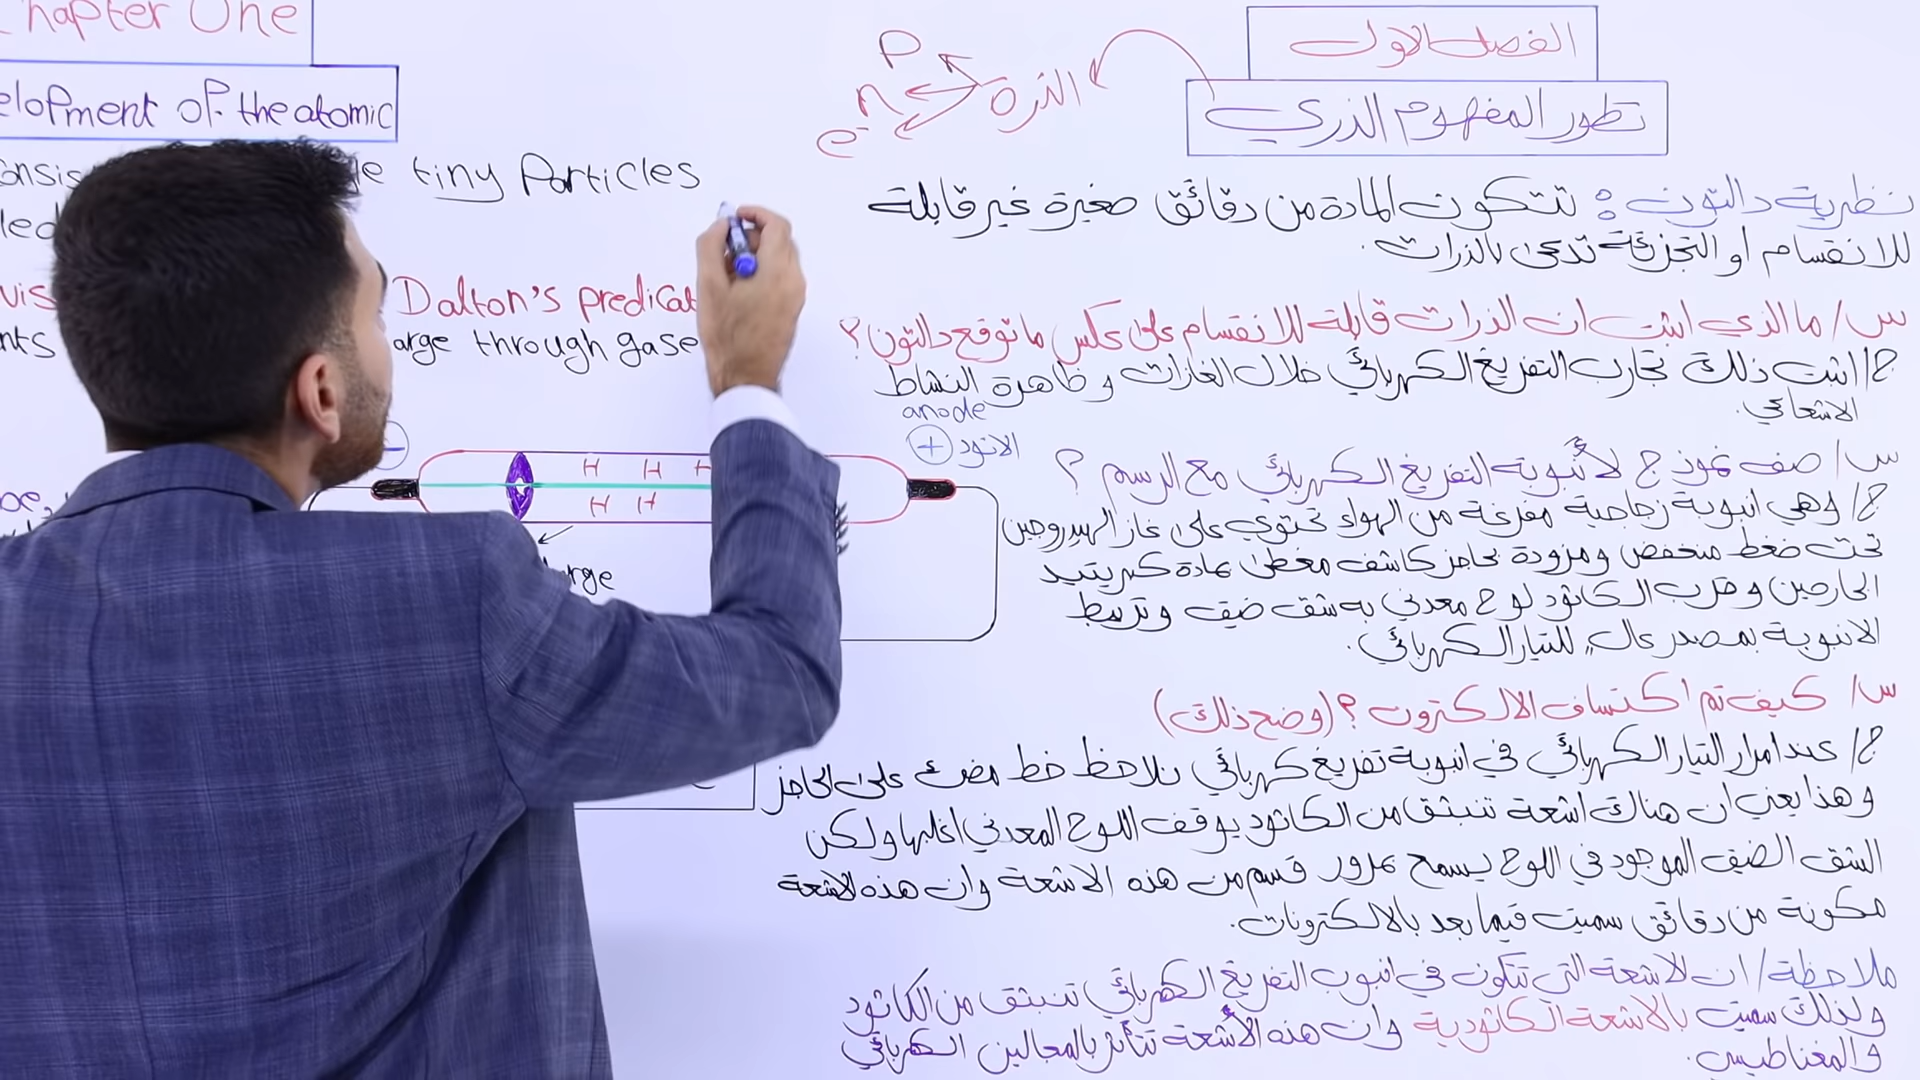 Chapter One
elopment of the atomic
tiny Particles
Dalton's predicat
arge through gase
arge
H H H
H H
−
anode
+ الانود
الفصل الاول
تطور المفهوم الذري
الذرة
P
n
e-
نظرية دالتون : تتكون المادة من دقائق صغيرة غير قابلة
للانقسام او التجزئة تدعى بالذرات.
س/ ما الذي اثبت ان الذرات قابلة للانقسام على عكس ما توقع دالتون؟
ج/ اثبت ذلك تجارب التفريغ الكهربائي خلال الغازات و ظاهرة النشاط
الاشعاعي.
س/ صف نموذج لأنبوبة التفريغ الكهربائي مع الرسم ؟
ج/ وهي انبوبة زجاجية مفرغة من الهواء تحتوي على غاز الهيدروجين
تحت ضغط منخفض ومزودة بحاجز كاشف مغطى بمادة كبريتيد
الخارصين وقرب الكاثود لوح معدني به شق ضيق وتربط
الانبوبة بمصدر عالٍ للتيار الكهربائي.
س/ كيف تم اكتشاف الالكترون ؟ (وضح ذلك)
ج/ عند امرار التيار الكهربائي في انبوبة تفريغ كهربائي نلاحظ خط مضيء على الحاجز
وهذا يعني ان هناك اشعة تنبثق من الكاثود يوقف اللوح المعدني اغلبها ولكن
الشق الضيق الموجود في اللوح يسمح بمرور قسم من هذه الاشعة وان هذه الاشعة
مكونة من دقائق سميت فيما بعد بالالكترونات.
ملاحظة/ ان الاشعة التي تتكون في انبوب التفريغ الكهربائي تنبثق من الكاثود
ولذلك سميت بالاشعة الكاثودية وان هذه الأشعة تتأثر بالمجالين الكهربائي
والمغناطيسي.